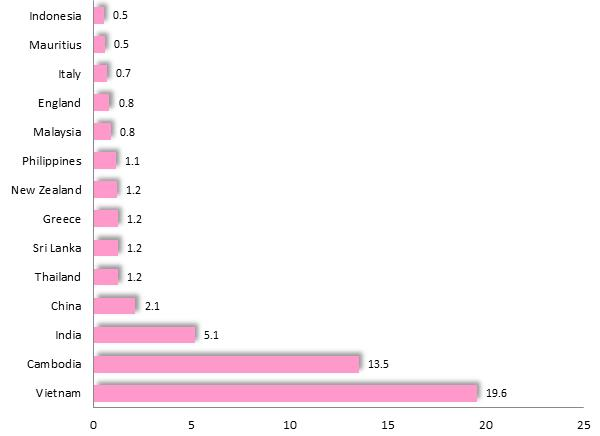 Indonesia 0.5
Mauritius 0.5
Italy 0.7
England 0.8
Malaysia 0.8
Philippines 1.1
New Zealand 1.2
Greece 1.2
Sri Lanka 1.2
Thailand 1.2
China 2.1
India 5.1
Cambodia 13.5
Vietnam 19.6
0 5 10 15 20 25